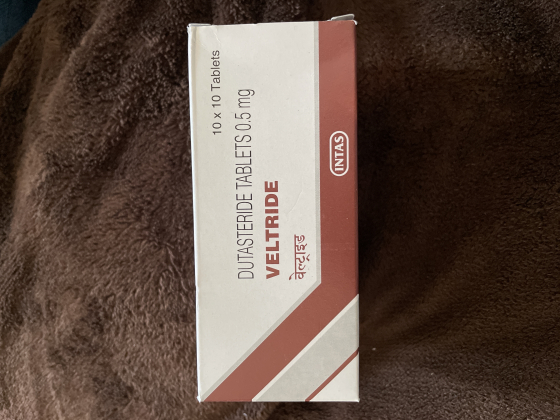 10 x 10 Tablets
DUTASTERIDE TABLETS 0.5 mg
VELTRIDE
वेल्ट्राइड
INTAS